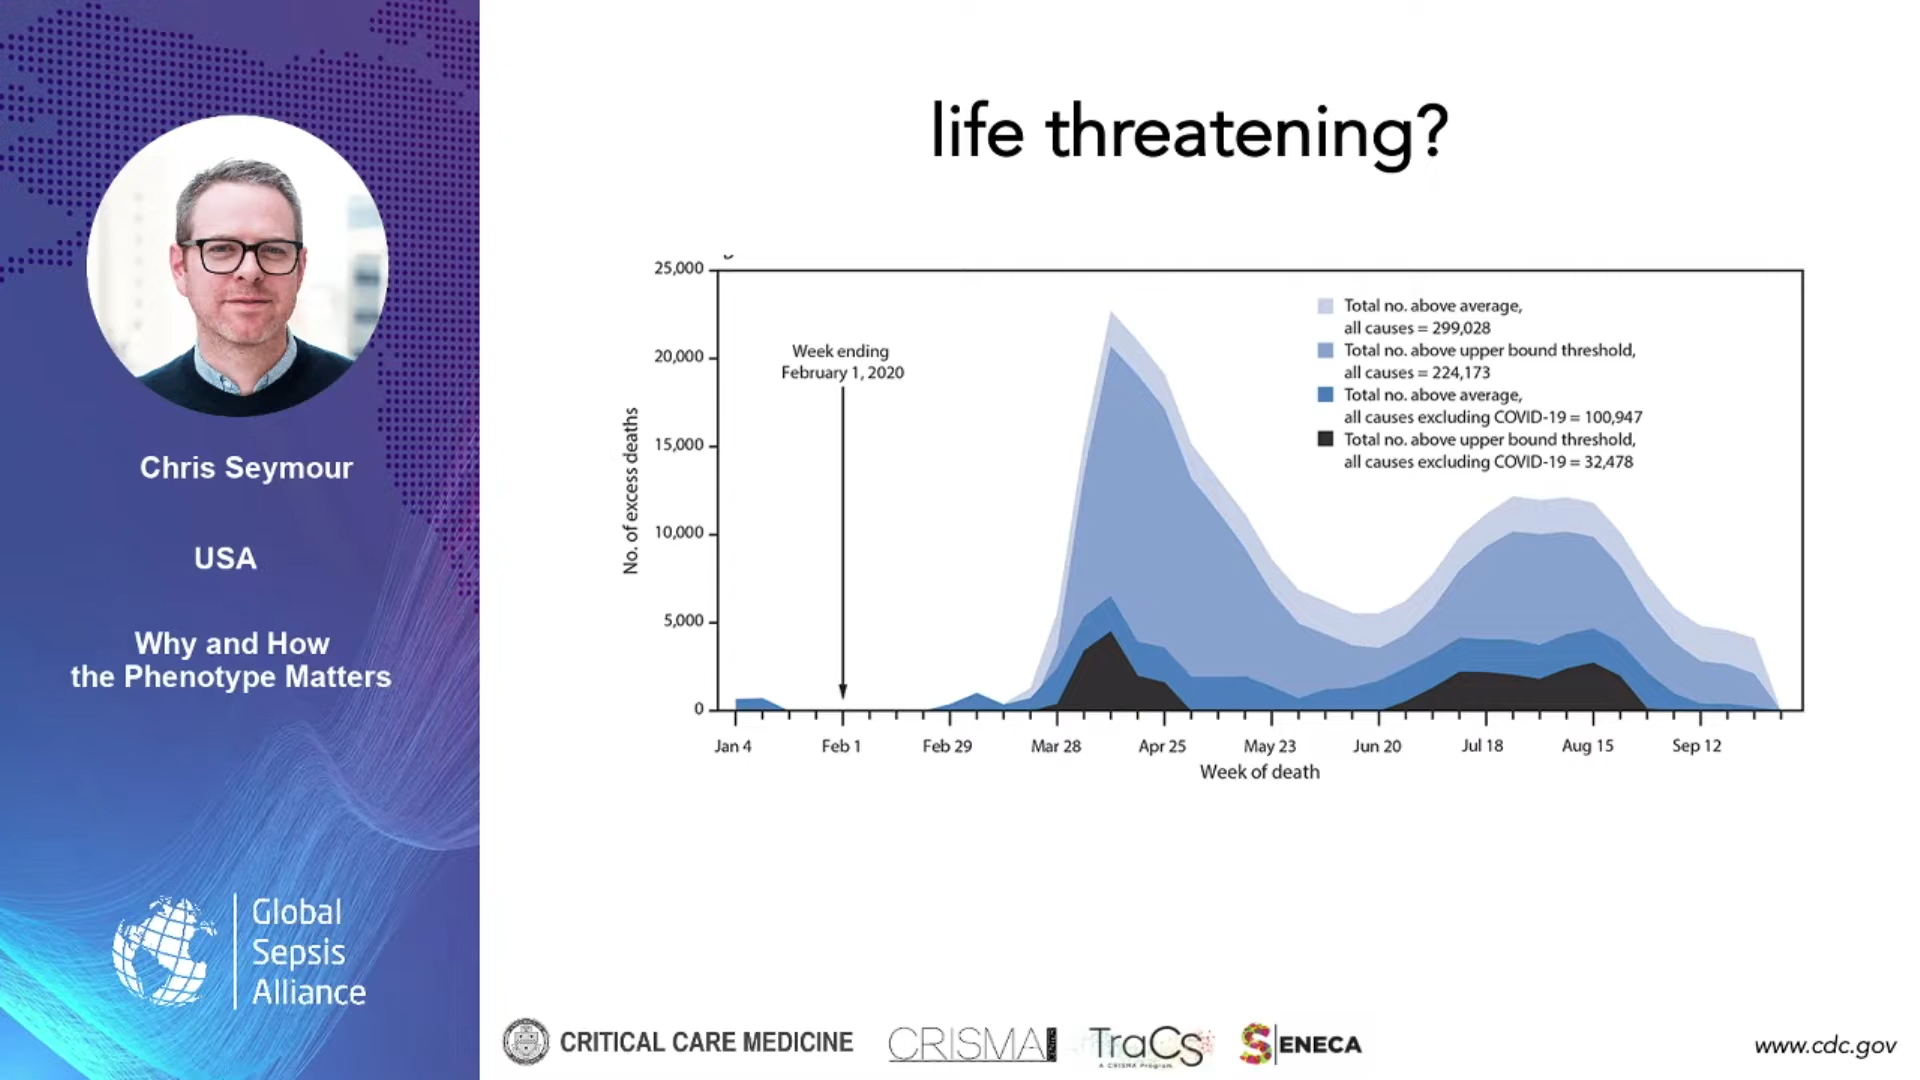 Chris Seymour
USA
Why and How
the Phenotype Matters
Global
Sepsis
Alliance
life threatening?
25,000
20,000
15,000
10,000
5,000
0
No. of excess deaths
Week ending
February 1, 2020
Total no. above average,
all causes = 299,028
Total no. above upper bound threshold,
all causes = 224,173
Total no. above average,
all causes excluding COVID-19 = 100,947
Total no. above upper bound threshold,
all causes excluding COVID-19 = 32,478
Jan 4
Feb 1
Feb 29
Mar 28
Apr 25
May 23
Jun 20
Jul 18
Aug 15
Sep 12
Week of death
CRITICAL CARE MEDICINE
CRISMA
TraCs
A CRISMA Program
SENECA
www.cdc.gov